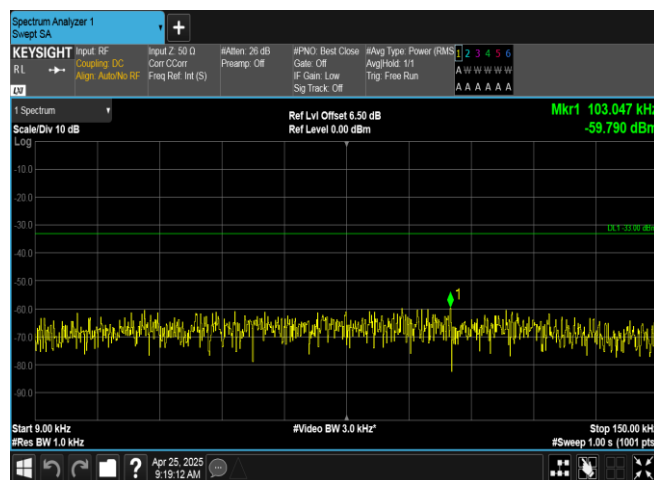 Spectrum Analyzer 1
Swept SA
+
KEYSIGHT Input: RF Input Z: 50 Ω #Atten: 26 dB #PNO: Best Close #Avg Type: Power (RMS 1 2 3 4 5 6
RL Coupling: DC Corr CCorr Preamp: Off Gate: Off Avg|Hold: 1/1 A W W W W W
Align: Auto/No RF Freq Ref: Int (S) IF Gain: Low Trig: Free Run
LXI Sig Track: Off A A A A A A
1 Spectrum Ref Lvl Offset 6.50 dB Mkr1 103.047 kHz
Scale/Div 10 dB Ref Level 0.00 dBm -59.790 dBm
Log
-10.0
-20.0
-30.0
DL1 -33.00 dBm
-40.0
-50.0
1
-60.0
-70.0
-80.0
-90.0
Start 9.00 kHz #Video BW 3.0 kHz* Stop 150.00 kHz
#Res BW 1.0 kHz #Sweep 1.00 s (1001 pts
? Apr 25, 2025
9:19:12 AM